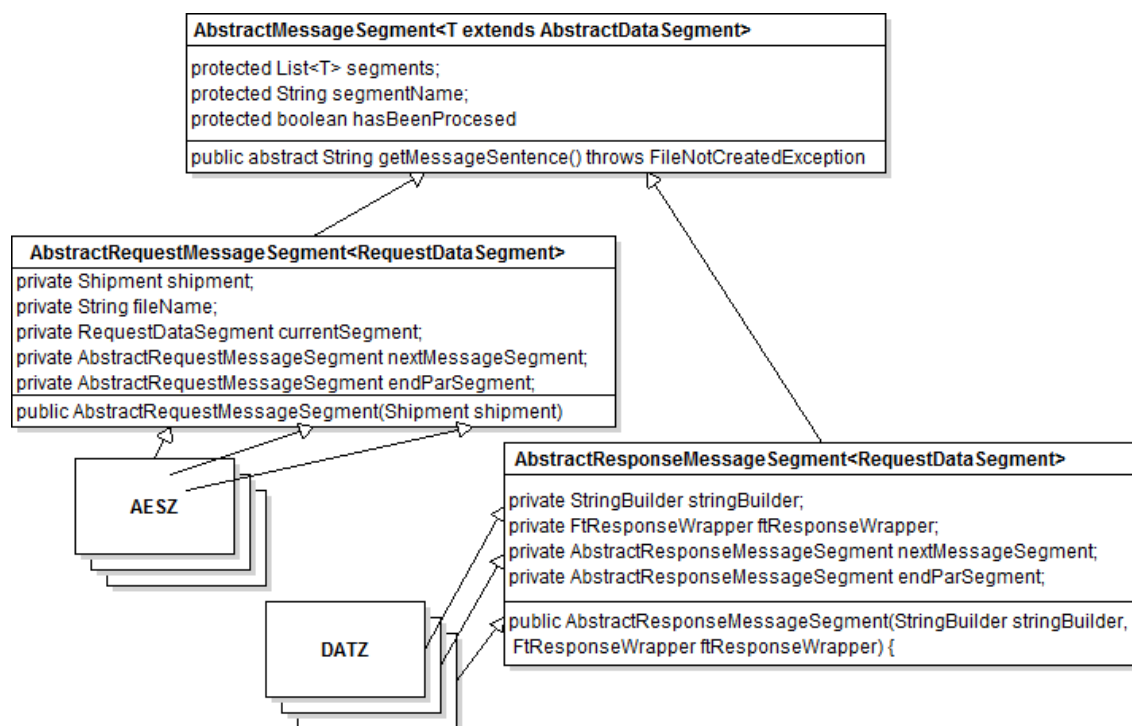 AbstractMessageSegment<T extends AbstractDataSegment>
protected List<T> segments;
protected String segmentName;
protected boolean hasBeenProcesed
public abstract String getMessageSentence() throws FileNotCreatedException
AbstractRequestMessageSegment<RequestDataSegment>
private Shipment shipment;
private String fileName;
private RequestDataSegment currentSegment;
private AbstractRequestMessageSegment nextMessageSegment;
private AbstractRequestMessageSegment endParSegment;
public AbstractRequestMessageSegment(Shipment shipment)
AESZ
AbstractResponseMessageSegment<RequestDataSegment>
private StringBuilder stringBuilder;
private FtResponseWrapper ftResponseWrapper;
private AbstractResponseMessageSegment nextMessageSegment;
private AbstractResponseMessageSegment endParSegment;
public AbstractResponseMessageSegment(StringBuilder stringBuilder,
FtResponseWrapper ftResponseWrapper) {
DATZ